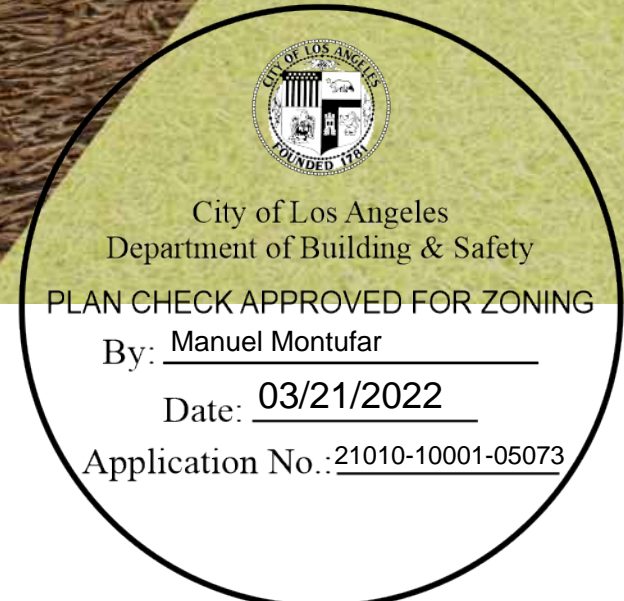 CITY OF LOS ANGELES
FOUNDED 1781
City of Los Angeles
Department of Building & Safety
PLAN CHECK APPROVED FOR ZONING
By: Manuel Montufar
Date: 03/21/2022
Application No.: 21010-10001-05073